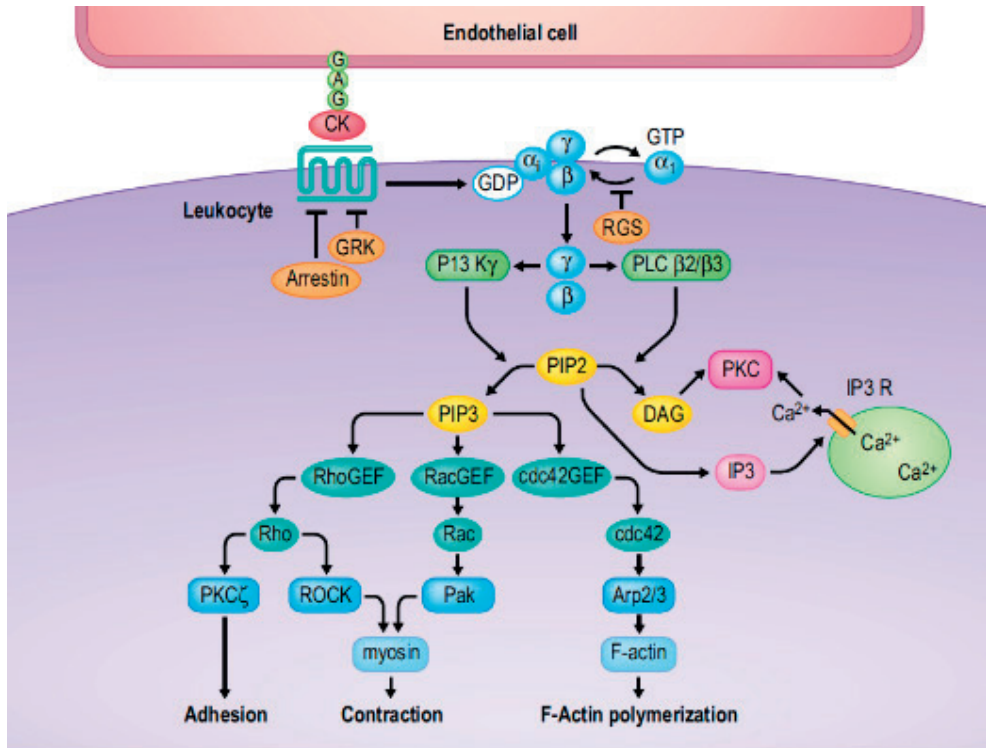 Endothelial cell
G
A
G
CK
GTP
γ
αi
α1
GDP
β
Leukocyte
RGS
GRK
Arrestin
P13 Kγ
γ
PLC β2/β3
β
PIP2
PKC
IP3 R
DAG
Ca2+
PIP3
Ca2+
Ca2+
IP3
RhoGEF
RacGEF
cdc42GEF
Rho
Rac
cdc42
PKCζ
ROCK
Pak
Arp2/3
myosin
F-actin
Adhesion
Contraction
F-Actin polymerization